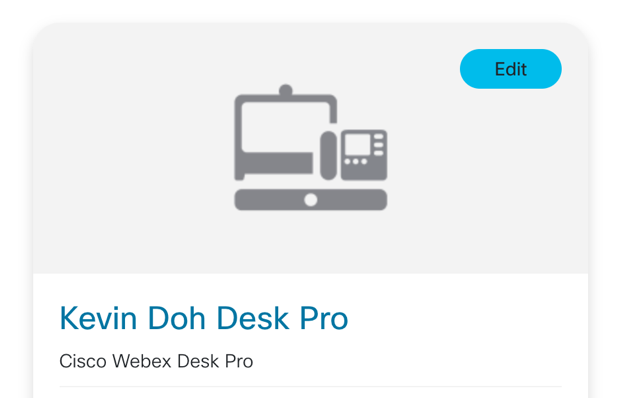 Edit
Kevin Doh Desk Pro
Cisco Webex Desk Pro